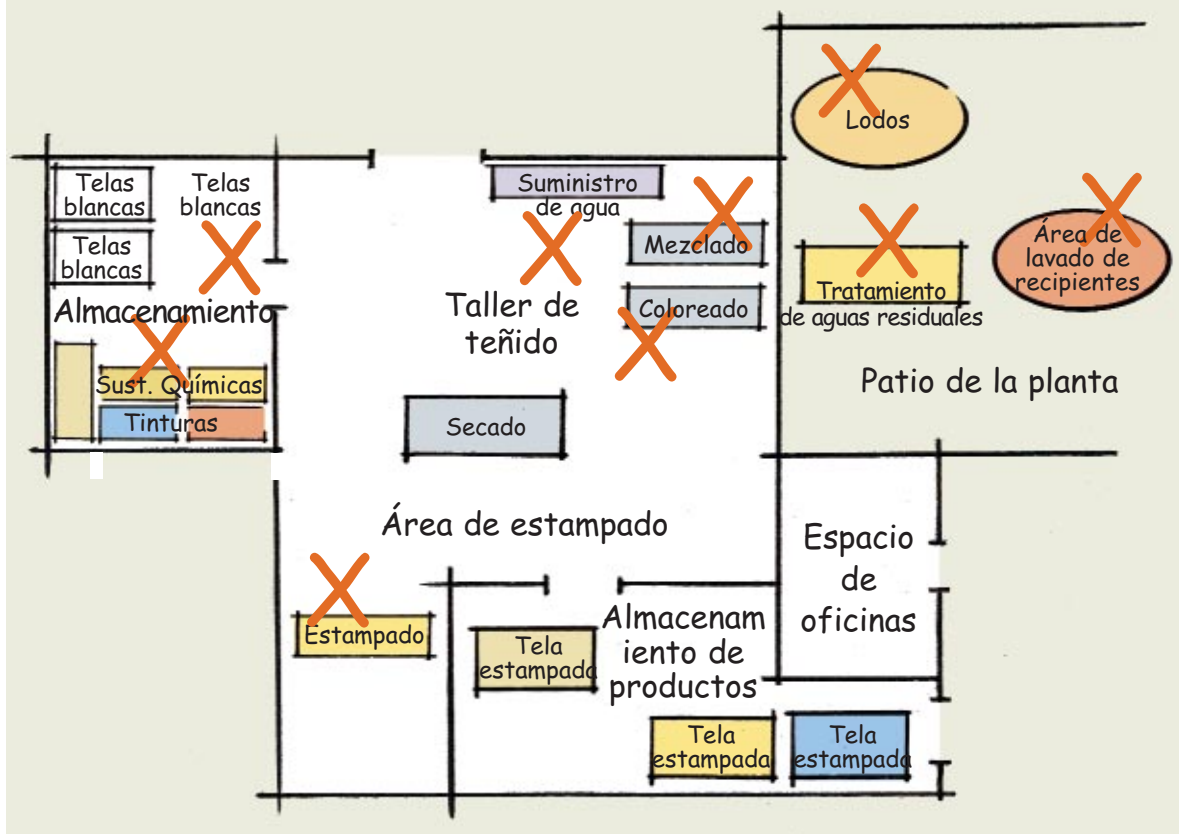 Lodos
Telas
blancas
Telas
blancas
Suministro
de agua
Mezclado
Área de
lavado de
recipientes
Telas
blancas
Tratamiento
de aguas residuales
Almacenamiento
Taller de
teñido
Coloreado
Patio de la planta
Sust. Químicas
Tinturas
Secado
Área de estampado
Espacio
de
oficinas
Estampado
Tela
estampada
Almacenam
iento de
productos
Tela
estampada
Tela
estampada